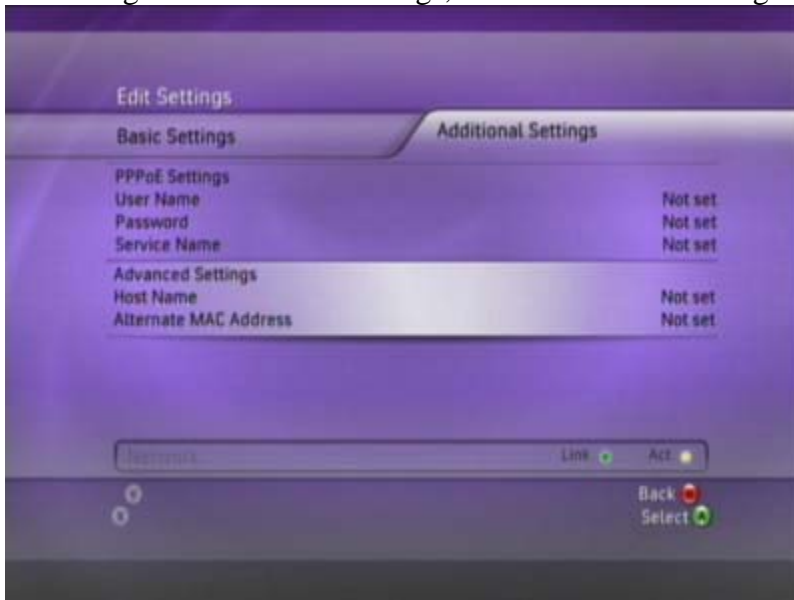 Edit Settings
Basic Settings
Additional Settings
PPPoE Settings
User Name Not set
Password Not set
Service Name Not set
Advanced Settings
Host Name Not set
Alternate MAC Address Not set
Network Link Act
Back B
Select A